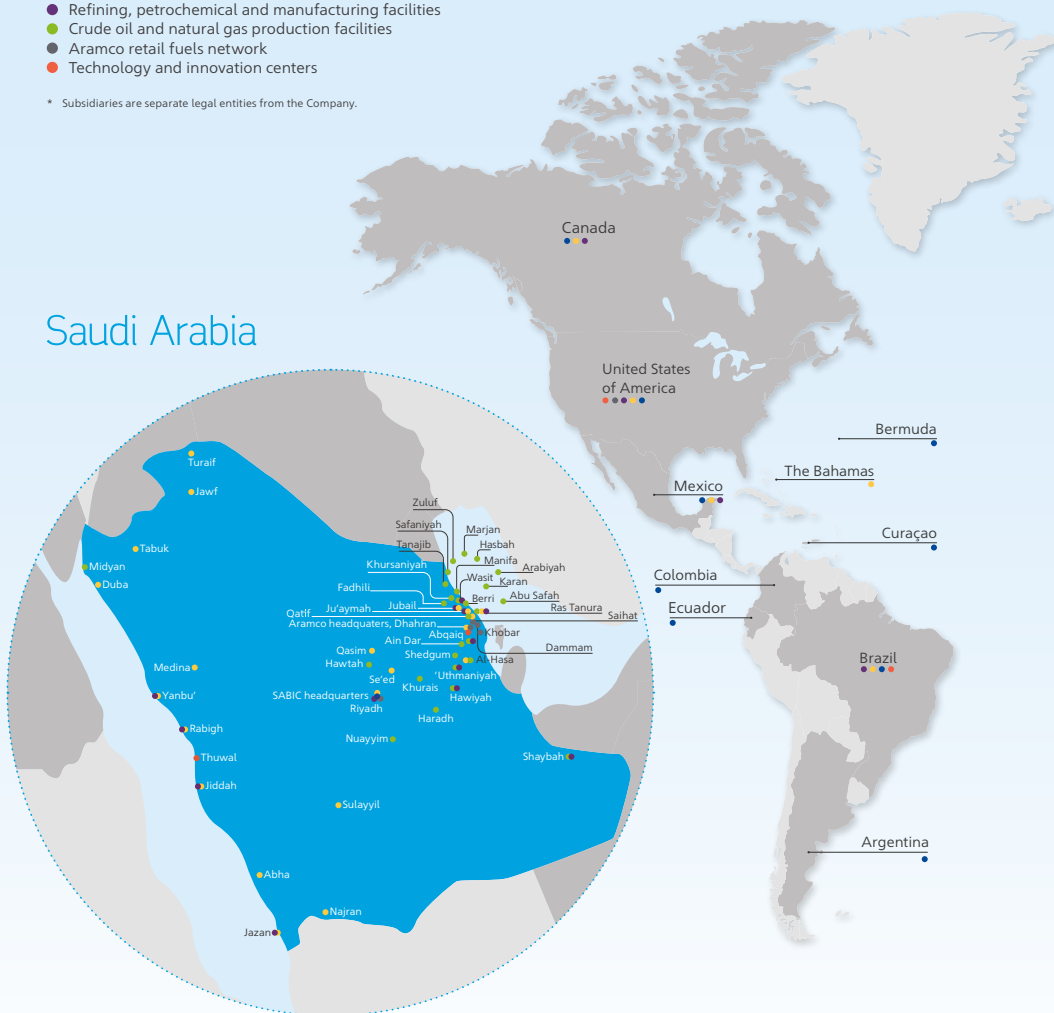 Refining, petrochemical and manufacturing facilities
Crude oil and natural gas production facilities
Aramco retail fuels network
Technology and innovation centers
* Subsidiaries are separate legal entities from the Company.
Canada
Saudi Arabia
United States
of America
Bermuda
The Bahamas
Mexico
Curaçao
Colombia
Ecuador
Brazil
Argentina
Turaif
Jawf
Tabuk
Midyan
Duba
Zuluf
Safaniyah
Tanajib
Marjan
Hasbah
Manifa
Arabiyah
Khursaniyah
Wasit
Karan
Fadhili
Berri
Abu Safah
Jubail
Ju'aymah
Qatlf
Ras Tanura
Saihat
Aramco headquaters, Dhahran
Abqaiq
Khobar
Ain Dar
Dammam
Qasim
Shedgum
Al-Hasa
Hawtah
Medina
Se'ed
'Uthmaniyah
Khurais
SABIC headquarters
Riyadh
Hawiyah
Yanbu'
Haradh
Rabigh
Nuayyim
Thuwal
Shaybah
Jiddah
Sulayyil
Abha
Najran
Jazan